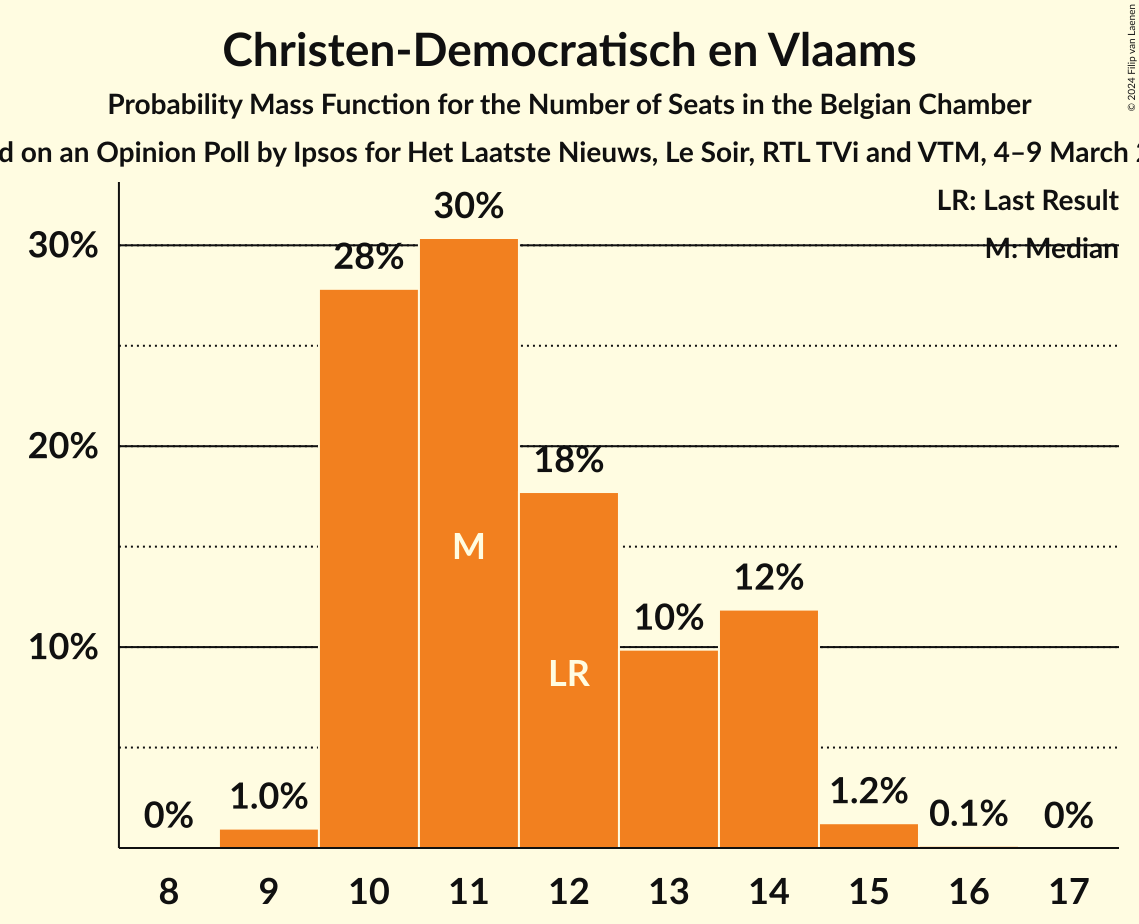 Christen-Democratisch en Vlaams
Probability Mass Function for the Number of Seats in the Belgian Chamber
on an Opinion Poll by Ipsos for Het Laatste Nieuws, Le Soir, RTL TVi and VTM, 4–9 March
© 2024 Filip van Laenen
LR: Last Result
M: Median
30%
20%
10%
0%
1.0%
28%
30%
18%
10%
12%
1.2%
0.1%
0%
M
LR
8 9 10 11 12 13 14 15 16 17